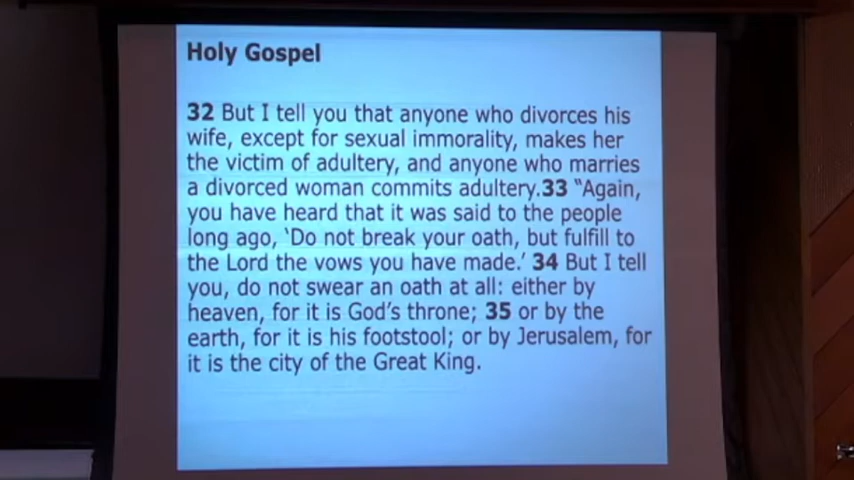 Holy Gospel
32 But I tell you that anyone who divorces his
wife, except for sexual immorality, makes her
the victim of adultery, and anyone who marries
a divorced woman commits adultery.33 "Again,
you have heard that it was said to the people
long ago, ‘Do not break your oath, but fulfill to
the Lord the vows you have made.’ 34 But I tell
you, do not swear an oath at all: either by
heaven, for it is God’s throne; 35 or by the
earth, for it is his footstool; or by Jerusalem, for
it is the city of the Great King.